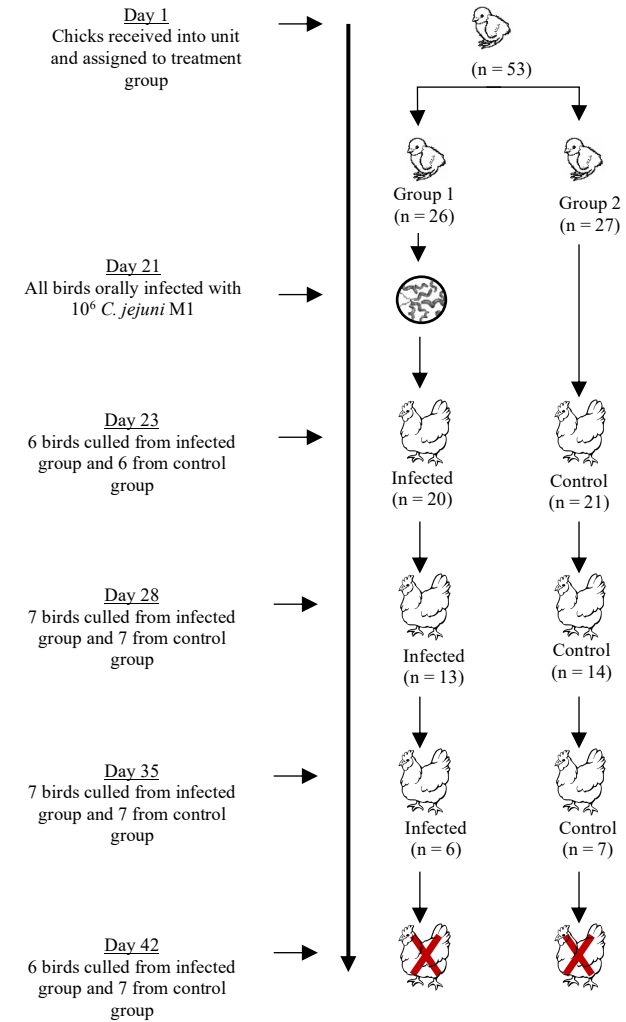 Day 1
Chicks received into unit
and assigned to treatment
group
(n = 53)
Group 1
(n = 26)
Group 2
(n = 27)
Day 21
All birds orally infected with
10⁶ C. jejuni M1
Day 23
6 birds culled from infected
group and 6 from control
group
Infected
(n = 20)
Control
(n = 21)
Day 28
7 birds culled from infected
group and 7 from control
group
Infected
(n = 13)
Control
(n = 14)
Day 35
7 birds culled from infected
group and 7 from control
group
Infected
(n = 6)
Control
(n = 7)
Day 42
6 birds culled from infected
group and 7 from control
group